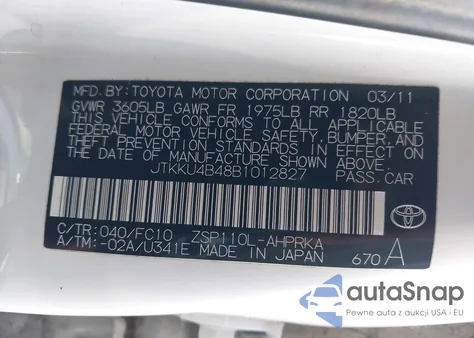 MFD.BY: TOYOTA MOTOR CORPORATION 03/11
GVWR 3605LB GAWR FR 1975LB RR 1820LB
THIS VEHICLE CONFORMS TO ALL APPLICABLE
FEDERAL MOTOR VEHICLE SAFETY, BUMPER, AND
THEFT PREVENTION STANDARDS IN EFFECT ON
THE DATE OF MANUFACTURE SHOWN ABOVE.
JTKKU4B48B1012827 PASS.CAR
TOYOTA
C/TR: 040/FC10 ZSP110L-AHPRKA
A/TM: -02A/U341E MADE IN JAPAN 670 A
autoSnap
Pewne auta z aukcji USA i EU